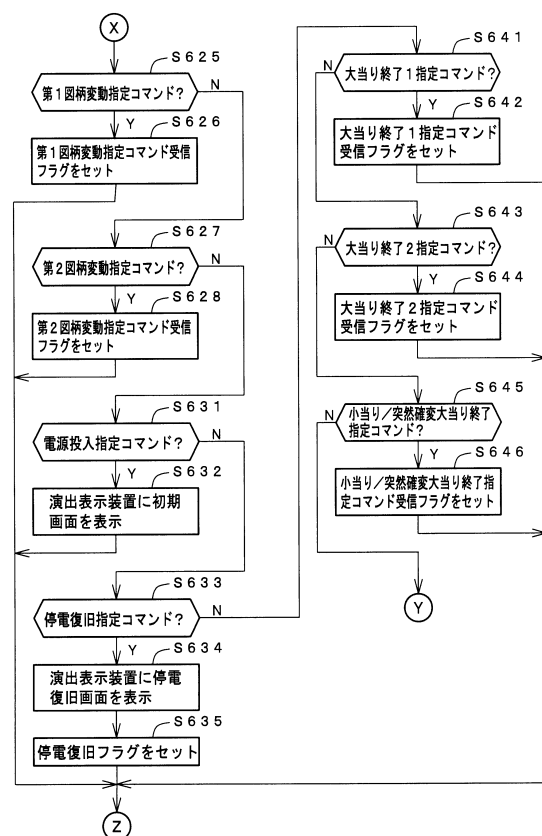 X
S625
第1図柄変動指定コマンド?
N
Y
S626
第1図柄変動指定コマンド受信
フラグをセット
S627
第2図柄変動指定コマンド?
N
Y
S628
第2図柄変動指定コマンド受信
フラグをセット
S631
電源投入指定コマンド?
N
Y
S632
演出表示装置に初期
画面を表示
S633
停電復旧指定コマンド?
N
Y
S634
演出表示装置に停電
復旧画面を表示
S635
停電復旧フラグをセット
Z
S641
N
大当り終了1指定コマンド?
Y
S642
大当り終了1指定コマンド
受信フラグをセット
S643
N
大当り終了2指定コマンド?
Y
S644
大当り終了2指定コマンド
受信フラグをセット
S645
N
小当り/突然確変大当り終了
指定コマンド?
Y
S646
小当り/突然確変大当り終了指
定コマンド受信フラグをセット
Y